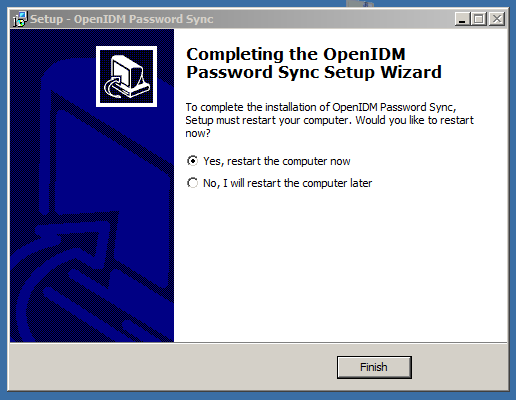 Setup - OpenIDM Password Sync
Completing the OpenIDM
Password Sync Setup Wizard
To complete the installation of OpenIDM Password Sync,
Setup must restart your computer. Would you like to restart
now?
Yes, restart the computer now
No, I will restart the computer later
Finish